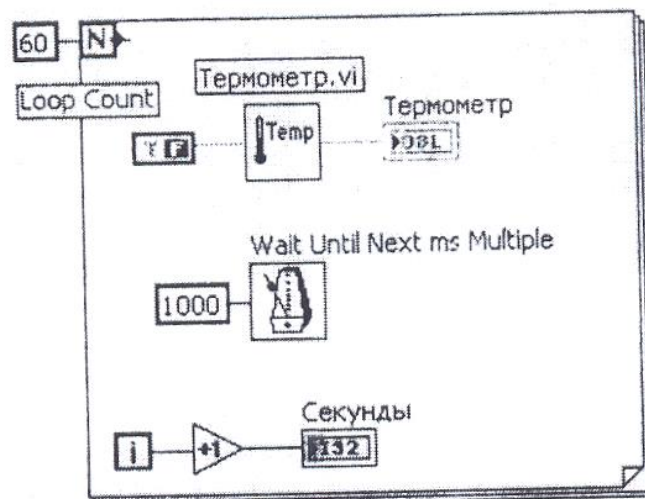 60 N
Loop Count
Термометр.vi
Temp
Термометр
T F
DBL
Wait Until Next ms Multiple
1000
Секунды
i +1 I32